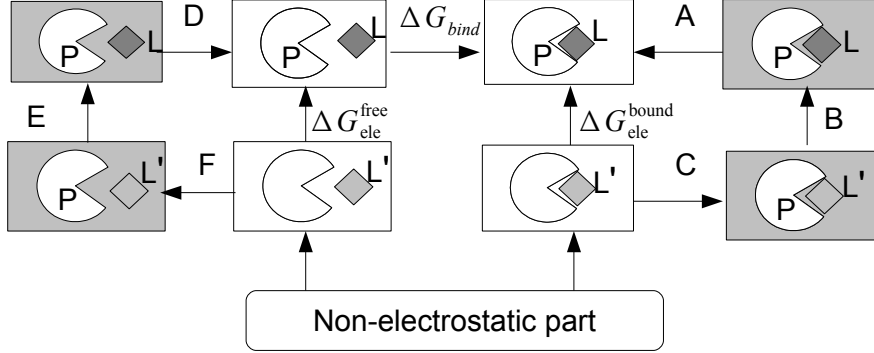 D
ΔG_bind
A
P L
P L
P L
P L
E
ΔG_ele^free
ΔG_ele^bound
B
P L'
F
L'
L'
C
P L'
Non-electrostatic part